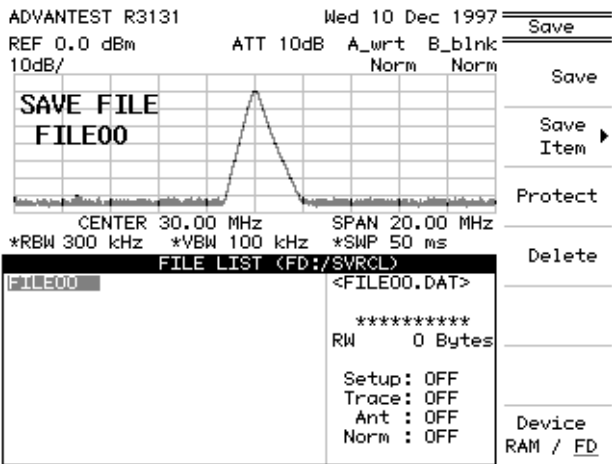 ADVANTEST R3131 Wed 10 Dec 1997
REF 0.0 dBm ATT 10dB A_wrt B_blnk
10dB/ Norm Norm
SAVE FILE
FILE00
CENTER 30.00 MHz SPAN 20.00 MHz
*RBW 300 kHz *VBW 100 kHz *SWP 50 ms
FILE LIST (FD:/SVRCL)
FILE00
<FILE00.DAT>
**********
RW 0 Bytes
Setup: OFF
Trace: OFF
Ant : OFF
Norm : OFF
Save
Save
Save
Item
Protect
Delete
Device
RAM / FD